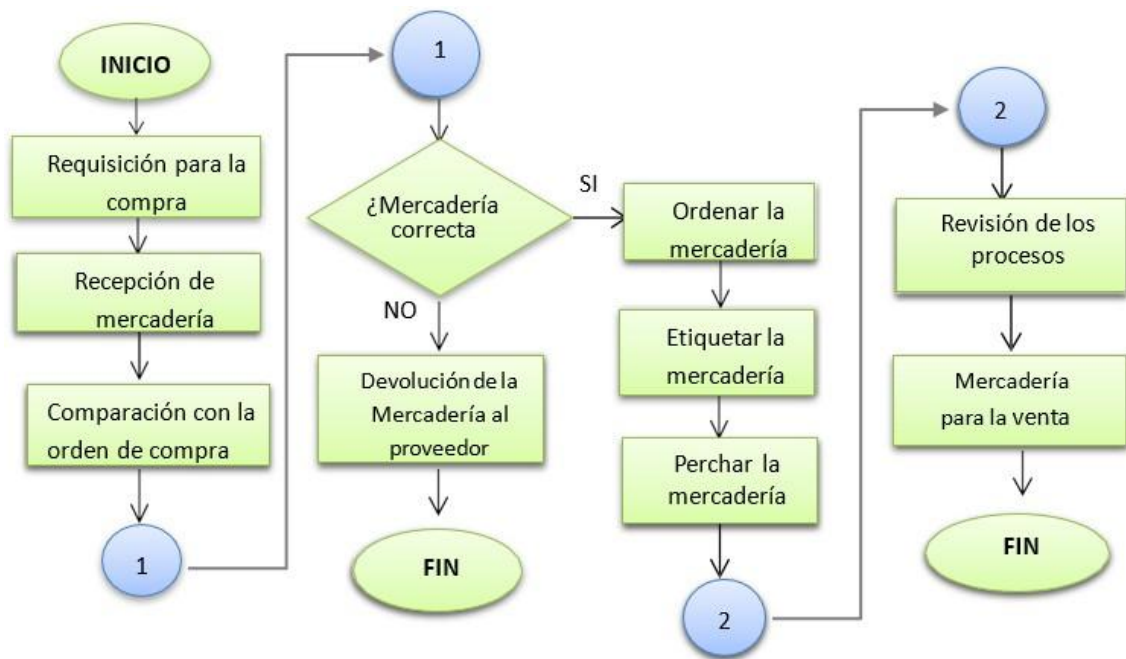 INICIO
Requisición para la
compra
Recepción de
mercadería
Comparación con la
orden de compra
1
1
¿Mercadería
correcta
SI
NO
Devolución de la
Mercadería al
proveedor
FIN
Ordenar la
mercadería
Etiquetar la
mercadería
Perchar la
mercadería
2
2
Revisión de los
procesos
Mercadería
para la venta
FIN